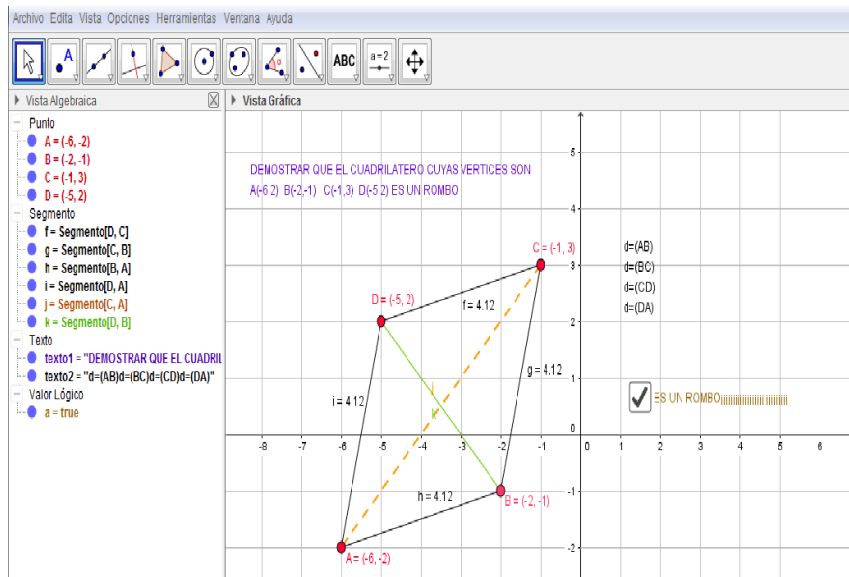 Archivo Edita Vista Opciones Herramientas Ventana Ayuda
A
ABC
a = 2
Vista Algebraica
Vista Gráfica
Punto
A = (-6, -2)
B = (-2, -1)
C = (-1, 3)
D = (-5, 2)
Segmento
f = Segmento[D, C]
g = Segmento[C, B]
h = Segmento[B, A]
i = Segmento[D, A]
j = Segmento[C, A]
k = Segmento[D, B]
Texto
texto1 = "DEMOSTRAR QUE EL CUADRIL
texto2 = "d=(AB)d=(BC)d=(CD)d=(DA)"
Valor Lógico
a = true
DEMOSTRAR QUE EL CUADRILATERO CUYAS VERTICES SON
A(-6 2) B(-2,-1) C(-1,3) D(-5 2) ES UN ROMBO
d=(AB)
d=(BC)
d=(CD)
d=(DA)
C = (-1, 3)
D = (-5, 2)
f = 4.12
g = 4.12
i = 4.12
j
k
h = 4.12
B = (-2, -1)
A = (-6, -2)
ES UN ROMBO
5
4
3
2
1
0
-1
-2
-8 -7 -6 -5 -4 -3 -2 -1 0 1 2 3 4 5 6